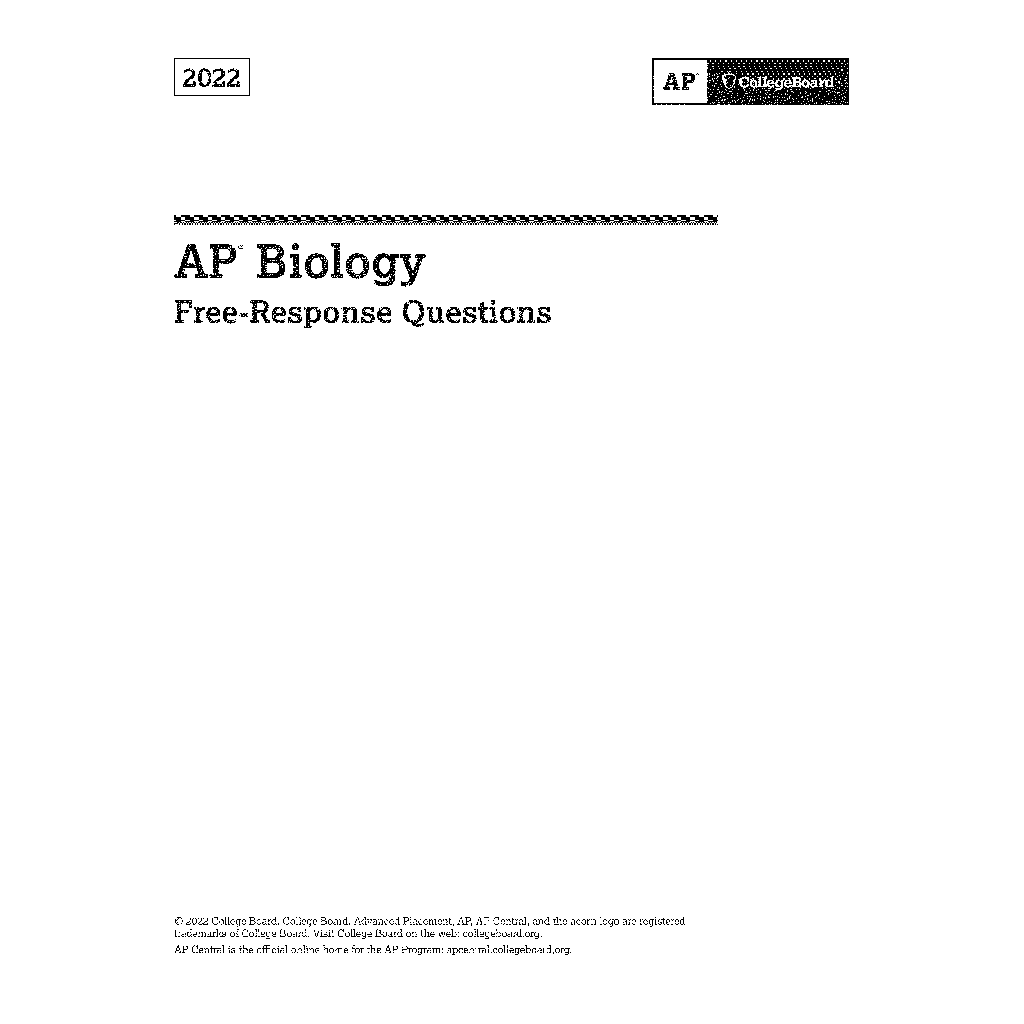 2022
AP® CollegeBoard
AP® Biology
Free-Response Questions
© 2022 College Board. College Board, Advanced Placement, AP, AP Central, and the acorn logo are registered
trademarks of College Board. Visit College Board on the web: collegeboard.org.
AP Central is the official online home for the AP Program: apcentral.collegeboard.org.